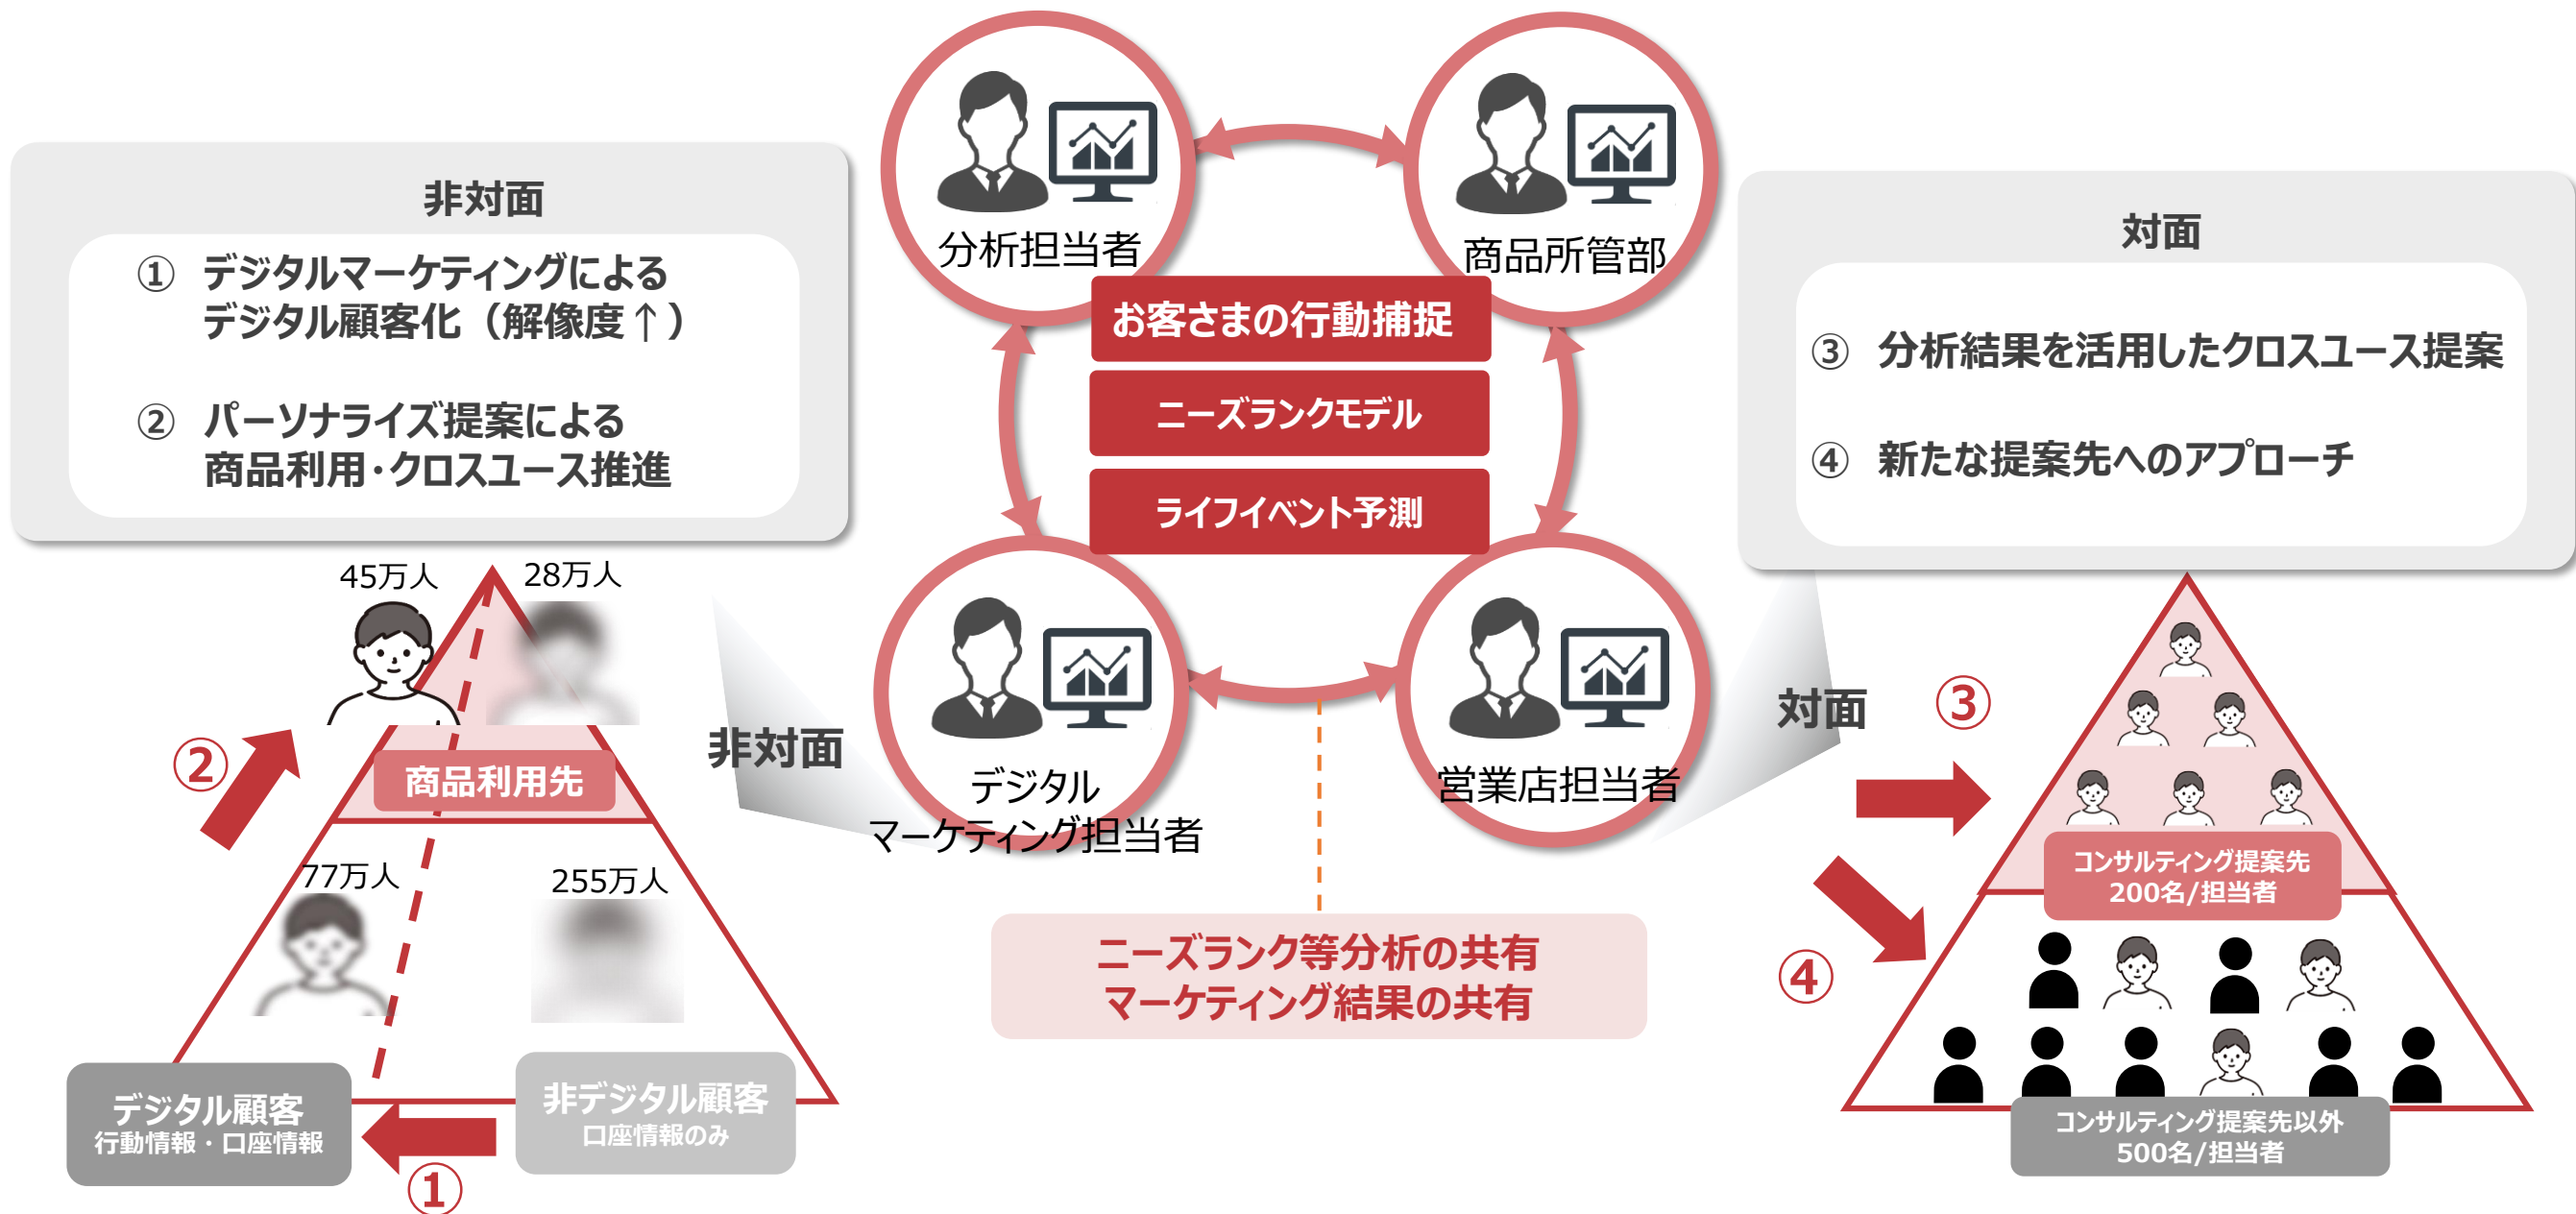 非対面
① デジタルマーケティングによる
デジタル顧客化（解像度↑）
② パーソナライズ提案による
商品利用・クロスユース推進
分析担当者
商品所管部
お客さまの行動捕捉
ニーズランクモデル
ライフイベント予測
デジタル
マーケティング担当者
営業店担当者
対面
③ 分析結果を活用したクロスユース提案
④ 新たな提案先へのアプローチ
45万人
28万人
②
商品利用先
77万人
255万人
デジタル顧客
行動情報・口座情報
非デジタル顧客
口座情報のみ
①
非対面
ニーズランク等分析の共有
マーケティング結果の共有
対面
③
④
コンサルティング提案先
200名/担当者
コンサルティング提案先以外
500名/担当者